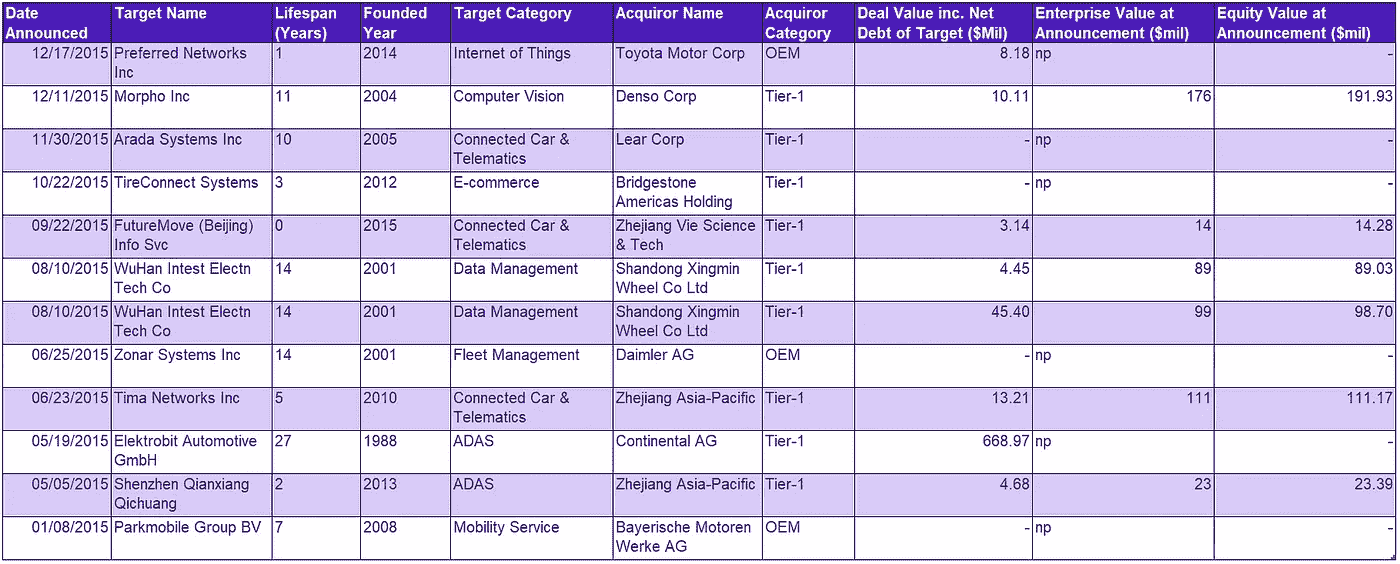 Date Announced Target Name Lifespan (Years) Founded Year Target Category Acquiror Name Acquiror Category Deal Value inc. Net Debt of Target ($Mil) Enterprise Value at Announcement ($mil) Equity Value at Announcement ($mil)
12/17/2015 Preferred Networks Inc 1 2014 Internet of Things Toyota Motor Corp OEM 8.18 np -
12/11/2015 Morpho Inc 11 2004 Computer Vision Denso Corp Tier-1 10.11 176 191.93
11/30/2015 Arada Systems Inc 10 2005 Connected Car & Telematics Lear Corp Tier-1 - np -
10/22/2015 TireConnect Systems 3 2012 E-commerce Bridgestone Americas Holding Tier-1 - np -
09/22/2015 FutureMove (Beijing) Info Svc 0 2015 Connected Car & Telematics Zhejiang Vie Science & Tech Tier-1 3.14 14 14.28
08/10/2015 WuHan Intest Electn Tech Co 14 2001 Data Management Shandong Xingmin Wheel Co Ltd Tier-1 4.45 89 89.03
08/10/2015 WuHan Intest Electn Tech Co 14 2001 Data Management Shandong Xingmin Wheel Co Ltd Tier-1 45.40 99 98.70
06/25/2015 Zonar Systems Inc 14 2001 Fleet Management Daimler AG OEM - np -
06/23/2015 Tima Networks Inc 5 2010 Connected Car & Telematics Zhejiang Asia-Pacific Tier-1 13.21 111 111.17
05/19/2015 Elektrobit Automotive GmbH 27 1988 ADAS Continental AG Tier-1 668.97 np -
05/05/2015 Shenzhen Qianxiang Qichuang 2 2013 ADAS Zhejiang Asia-Pacific Tier-1 4.68 23 23.39
01/08/2015 Parkmobile Group BV 7 2008 Mobility Service Bayerische Motoren Werke AG OEM - np -